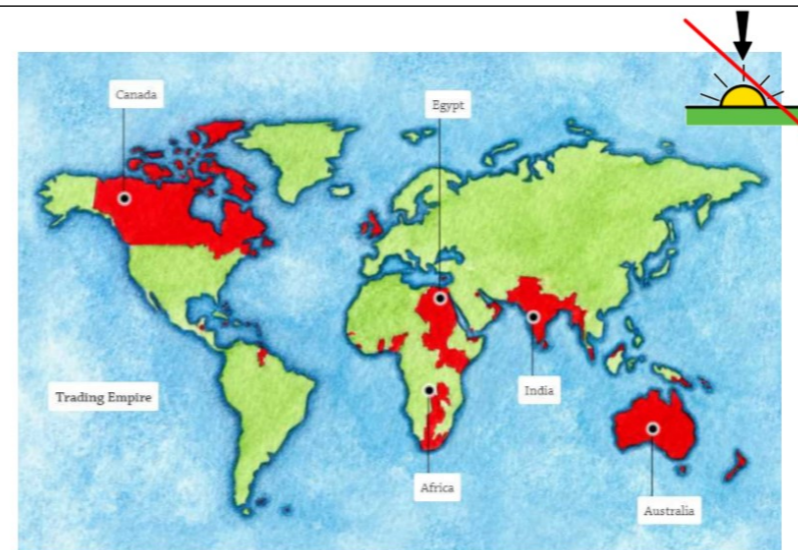 Canada
Egypt
Trading Empire
India
Africa
Australia